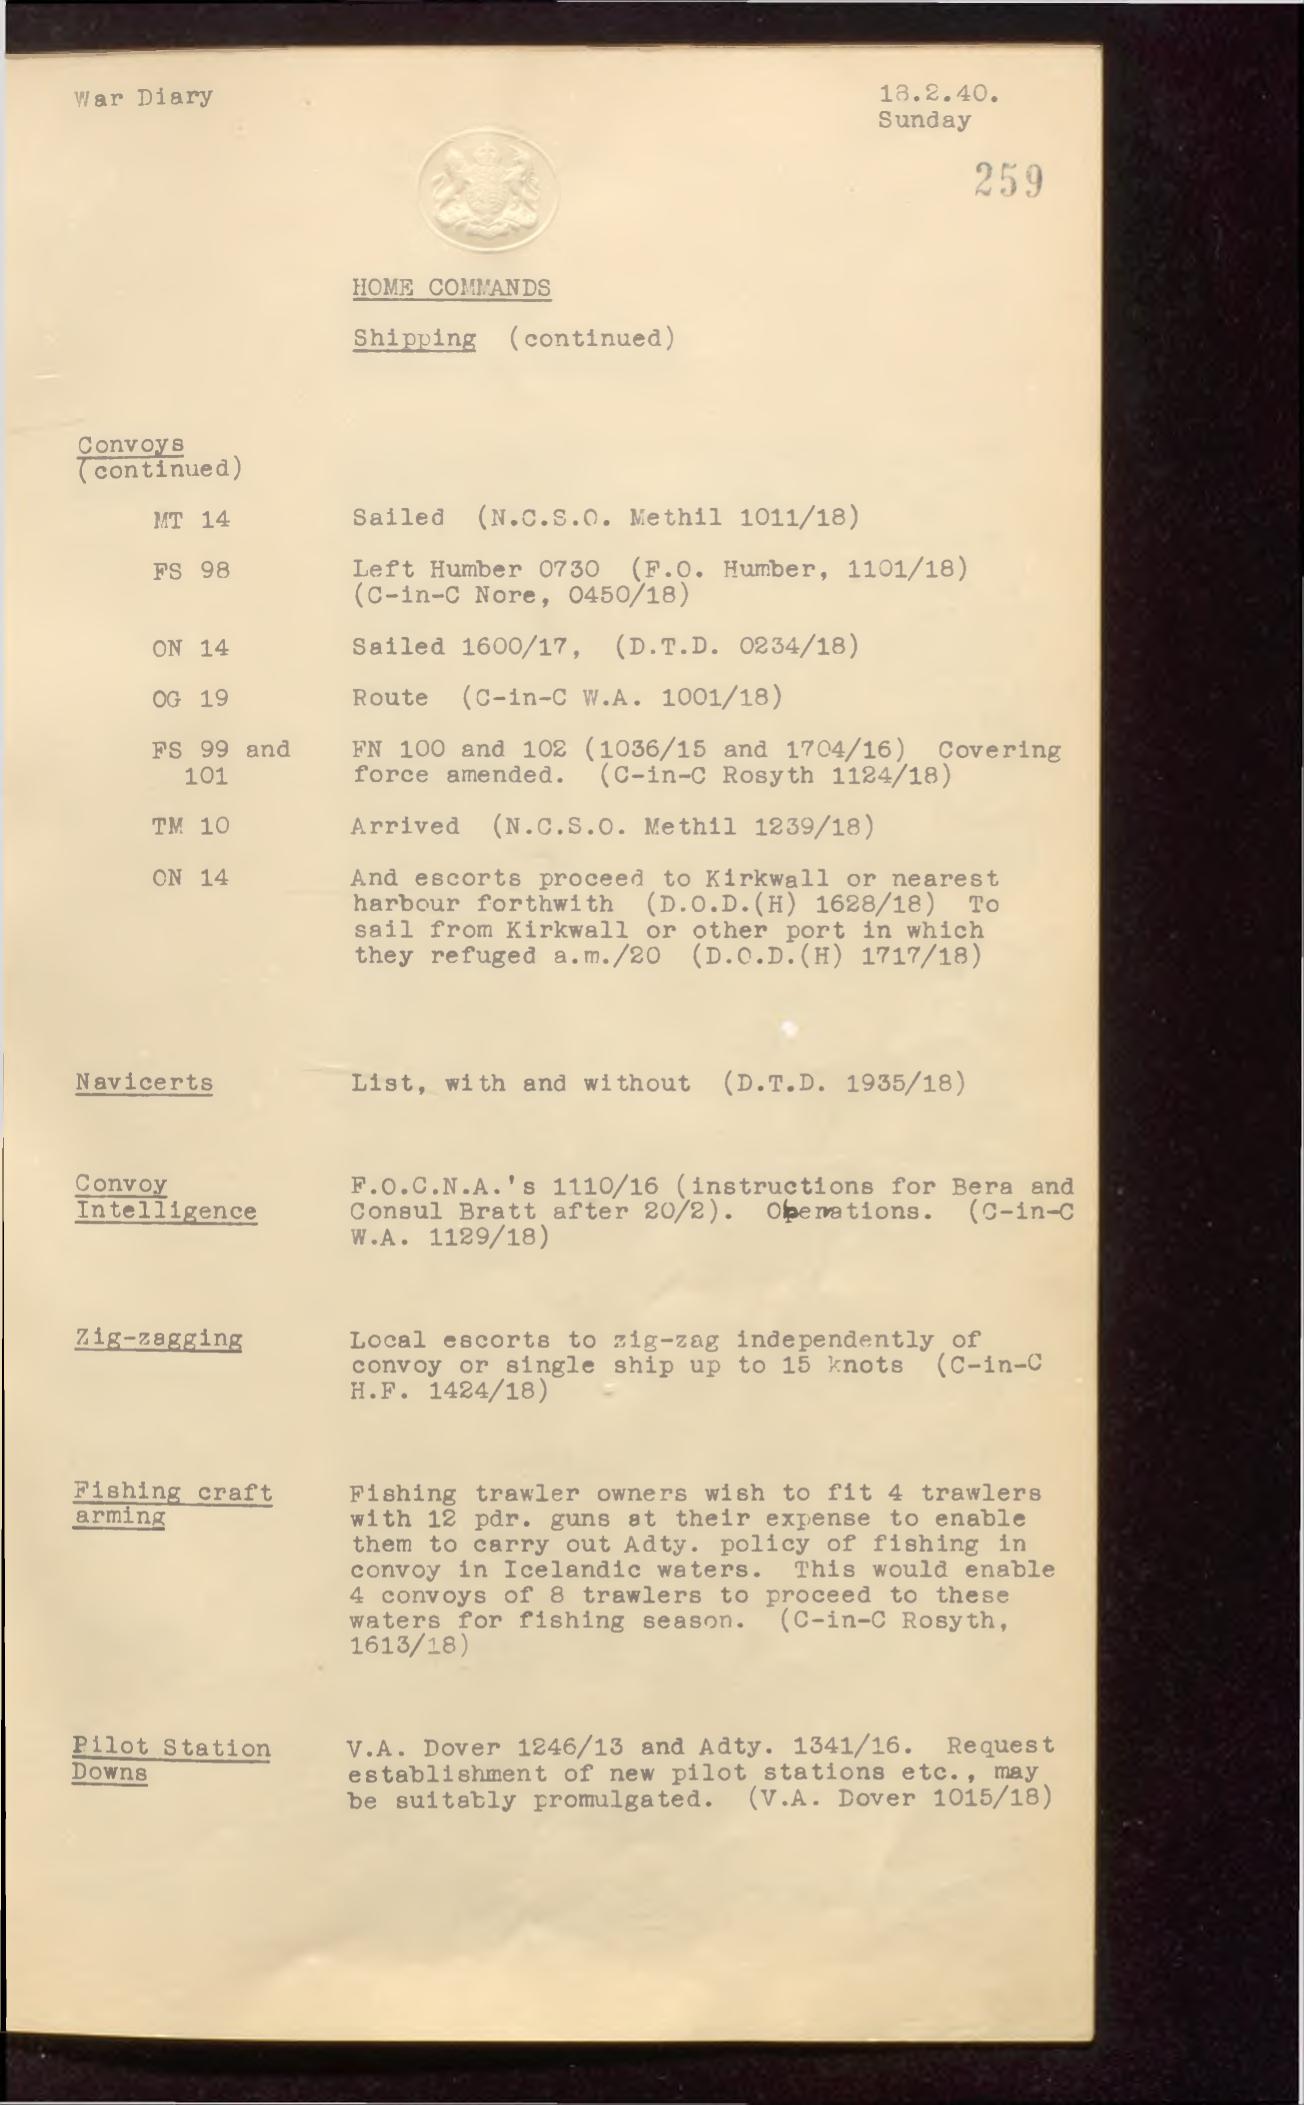 War Diary
18.2.40.
Sunday
259
HOME COMMANDS
Shipping (continued)
Convoys
(continued)
MT 14 Sailed (N.C.S.O. Methil 1011/18)
FS 98 Left Humber 0730 (F.O. Humber, 1101/18)
(C-in-C Nore, 0450/18)
ON 14 Sailed 1600/17, (D.T.D. 0234/18)
OG 19 Route (C-in-C W.A. 1001/18)
FS 99 and FN 100 and 102 (1036/15 and 1704/16) Covering
101 force amended. (C-in-C Rosyth 1124/18)
TM 10 Arrived (N.C.S.O. Methil 1239/18)
ON 14 And escorts proceed to Kirkwall or nearest
harbour forthwith (D.O.D.(H) 1628/18) To
sail from Kirkwall or other port in which
they refuged a.m./20 (D.O.D.(H) 1717/18)
Navicerts List, with and without (D.T.D. 1935/18)
Convoy F.O.C.N.A.'s 1110/16 (instructions for Bera and
Intelligence Consul Bratt after 20/2). Operations. (C-in-C
W.A. 1129/18)
Zig-zagging Local escorts to zig-zag independently of
convoy or single ship up to 15 knots (C-in-C
H.F. 1424/18)
Fishing craft Fishing trawler owners wish to fit 4 trawlers
arming with 12 pdr. guns at their expense to enable
them to carry out Adty. policy of fishing in
convoy in Icelandic waters. This would enable
4 convoys of 8 trawlers to proceed to these
waters for fishing season. (C-in-C Rosyth,
1613/18)
Pilot Station V.A. Dover 1246/13 and Adty. 1341/16. Request
Downs establishment of new pilot stations etc., may
be suitably promulgated. (V.A. Dover 1015/18)